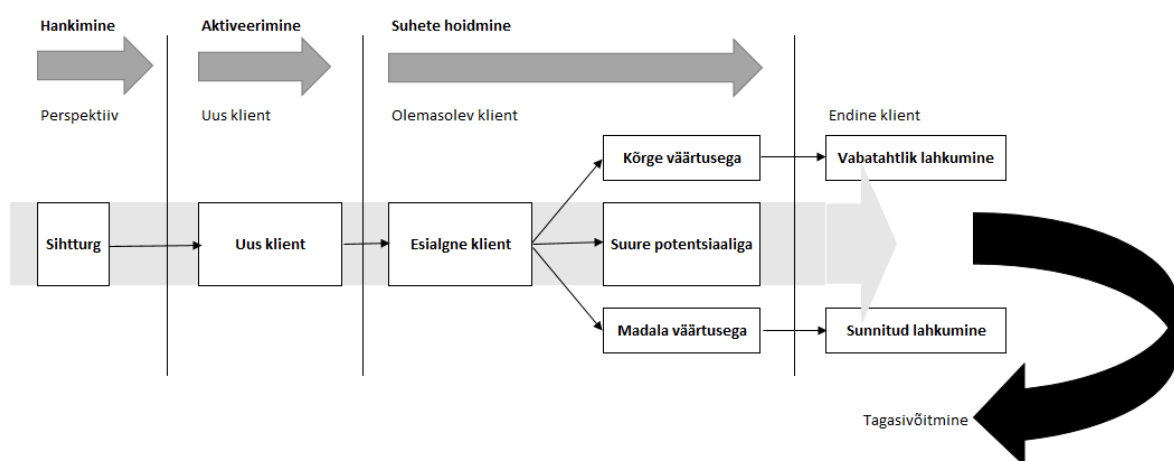 Hankimine
Aktiveerimine
Suhete hoidmine
Perspektiiv
Uus klient
Olemasolev klient
Endine klient
Kõrge väärtusega
Vabatahtlik lahkumine
Sihtturg
Uus klient
Esialgne klient
Suure potentsiaaliga
Madala väärtusega
Sunnitud lahkumine
Tagasivõitmine